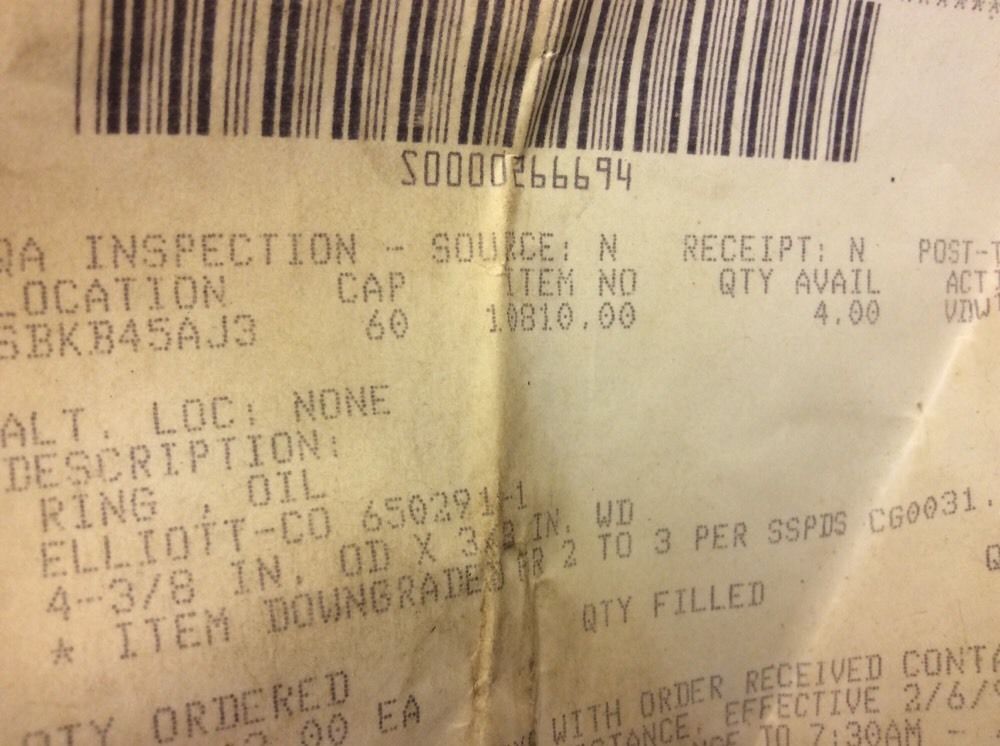 S0000266694
QA INSPECTION - SOURCE: N RECEIPT: N POST-T
LOCATION CAP ITEM NO QTY AVAIL ACTI
SBKB45AJ3 60 10810.00 4.00 VDW
ALT. LOC: NONE
DESCRIPTION:
RING , OIL
ELLIOTT-CO 650291-1
4-3/8 IN. OD X 3/8 IN. WD
* ITEM DOWNGRADED FR 2 TO 3 PER SSPDS CG0031.
QTY FILLED
QTY ORDERED
.00 EA
WITH ORDER RECEIVED CONTA
EFFECTIVE 2/6/
TO 7:30AM -